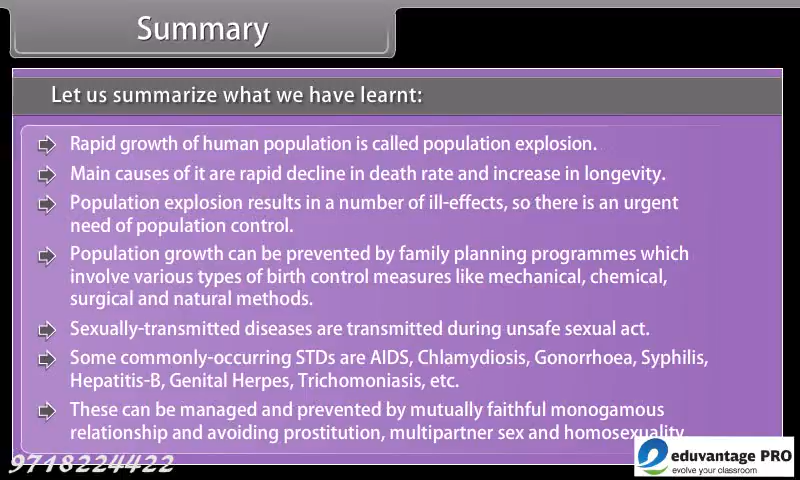 Summary
Let us summarize what we have learnt:
Rapid growth of human population is called population explosion.
Main causes of it are rapid decline in death rate and increase in longevity.
Population explosion results in a number of ill-effects, so there is an urgent
need of population control.
Population growth can be prevented by family planning programmes which
involve various types of birth control measures like mechanical, chemical,
surgical and natural methods.
Sexually-transmitted diseases are transmitted during unsafe sexual act.
Some commonly-occurring STDs are AIDS, Chlamydiosis, Gonorrhoea, Syphilis,
Hepatitis-B, Genital Herpes, Trichomoniasis, etc.
These can be managed and prevented by mutually faithful monogamous
relationship and avoiding prostitution, multipartner sex and homosexuality
9718224422
eduvantage PRO
evolve your classroom